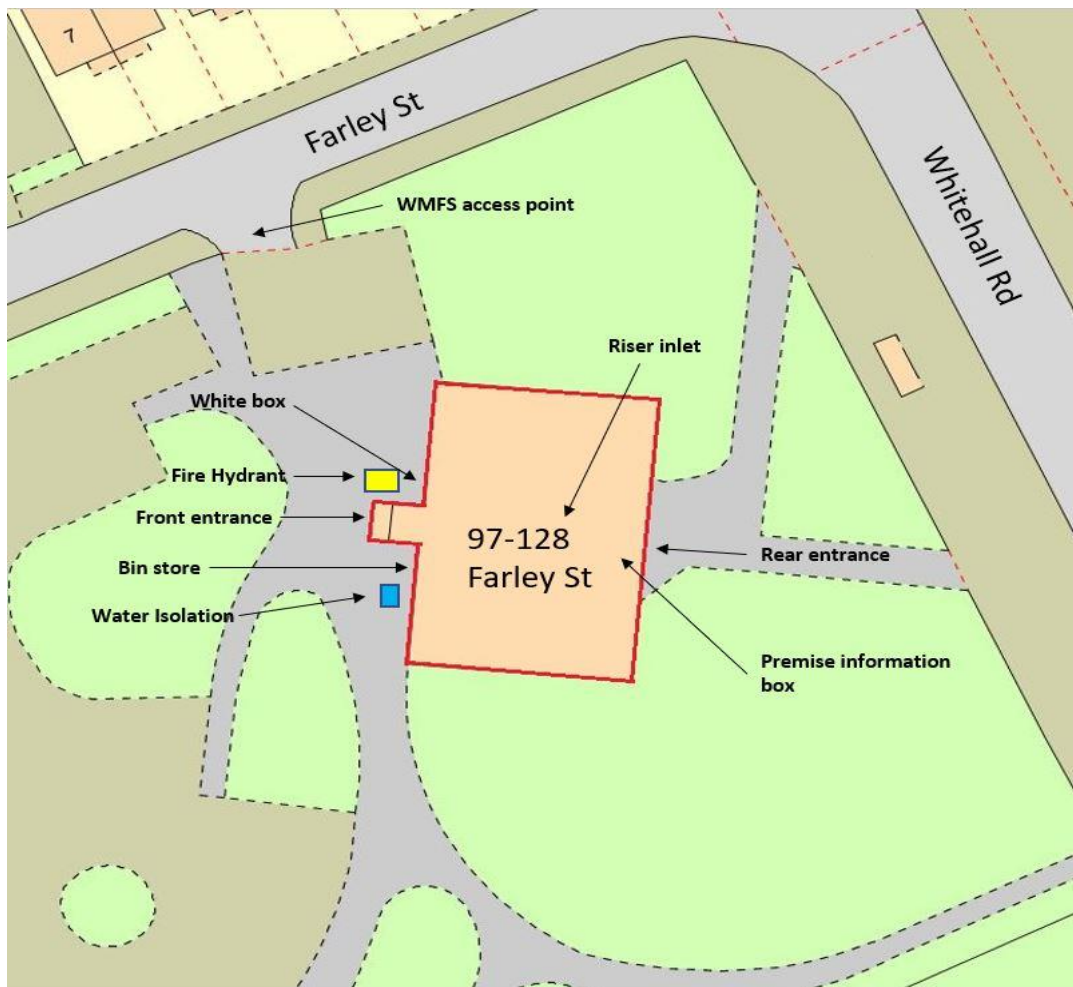 7
Farley St
Whitehall Rd
WMFS access point
Riser inlet
White box
Fire Hydrant
Front entrance
97-128
Farley St
Rear entrance
Bin store
Water Isolation
Premise information
box